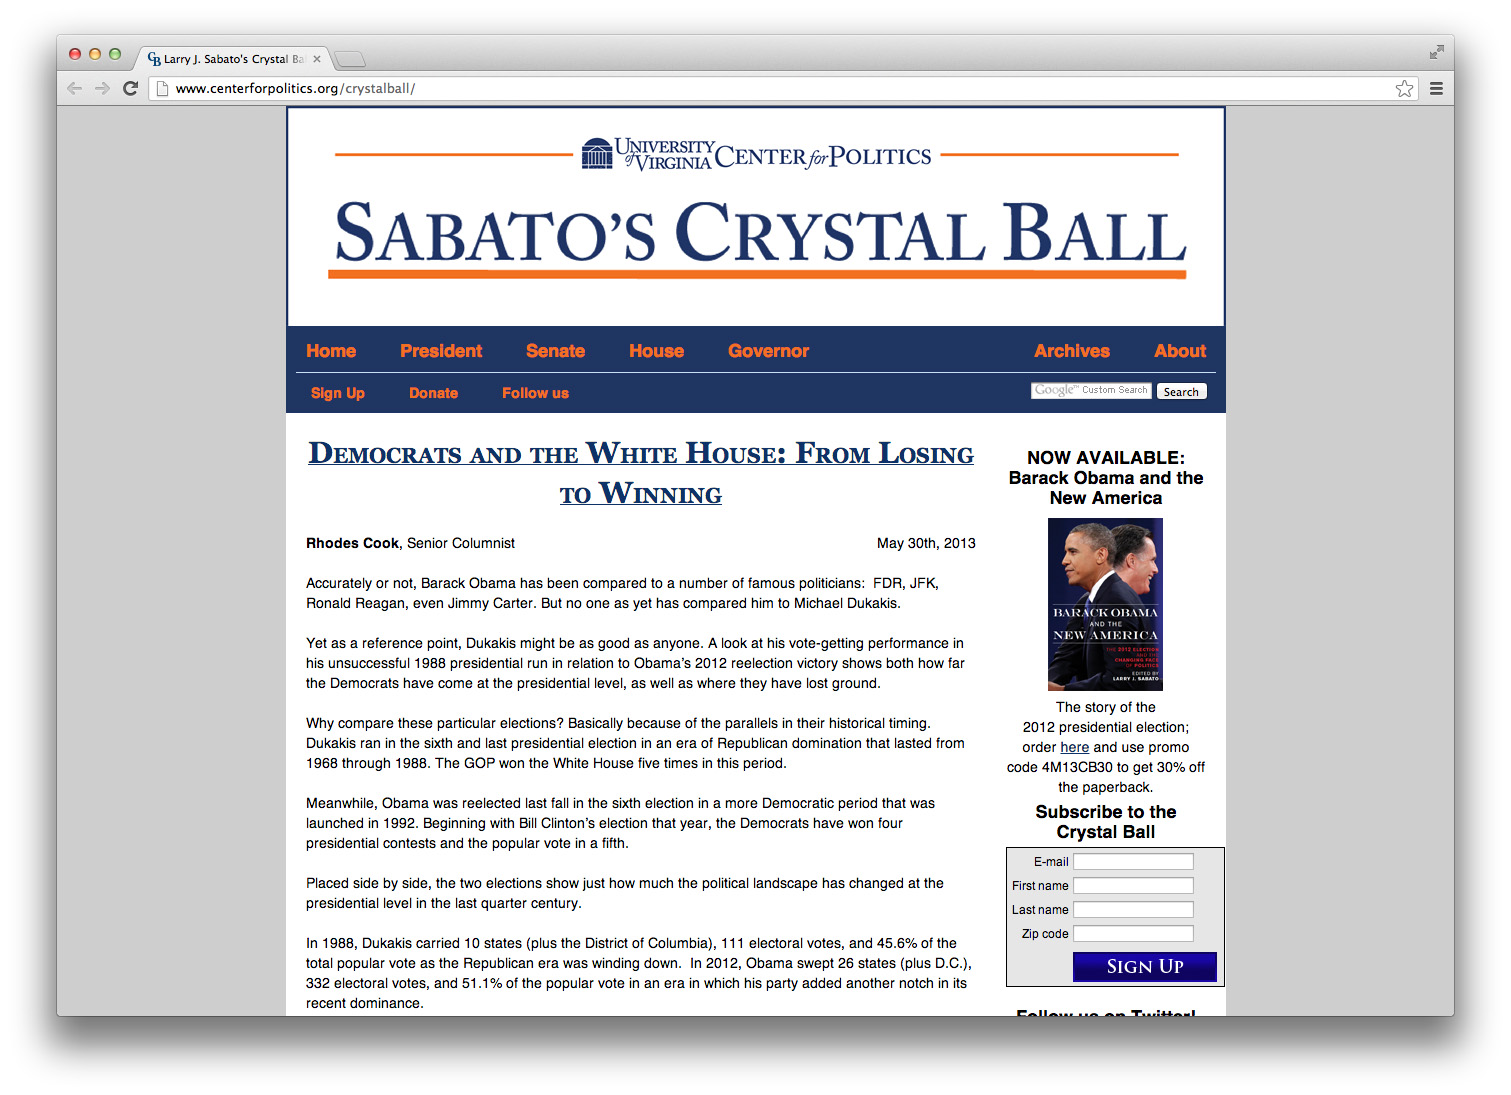 Larry J. Sabato's Crystal Ba
www.centerforpolitics.org/crystalball/
UNIVERSITY of VIRGINIA CENTER for POLITICS
SABATO'S CRYSTAL BALL
Home President Senate House Governor Archives About
Sign Up Donate Follow us Google™ Custom Search Search
DEMOCRATS AND THE WHITE HOUSE: FROM LOSING
TO WINNING
Rhodes Cook, Senior Columnist May 30th, 2013
Accurately or not, Barack Obama has been compared to a number of famous politicians:  FDR, JFK,
Ronald Reagan, even Jimmy Carter. But no one as yet has compared him to Michael Dukakis.
Yet as a reference point, Dukakis might be as good as anyone. A look at his vote-getting performance in
his unsuccessful 1988 presidential run in relation to Obama's 2012 reelection victory shows both how far
the Democrats have come at the presidential level, as well as where they have lost ground.
Why compare these particular elections? Basically because of the parallels in their historical timing.
Dukakis ran in the sixth and last presidential election in an era of Republican domination that lasted from
1968 through 1988. The GOP won the White House five times in this period.
Meanwhile, Obama was reelected last fall in the sixth election in a more Democratic period that was
launched in 1992. Beginning with Bill Clinton's election that year, the Democrats have won four
presidential contests and the popular vote in a fifth.
Placed side by side, the two elections show just how much the political landscape has changed at the
presidential level in the last quarter century.
In 1988, Dukakis carried 10 states (plus the District of Columbia), 111 electoral votes, and 45.6% of the
total popular vote as the Republican era was winding down.  In 2012, Obama swept 26 states (plus D.C.),
332 electoral votes, and 51.1% of the popular vote in an era in which his party added another notch in its
recent dominance.
NOW AVAILABLE:
Barack Obama and the
New America
BARACK OBAMA
AND THE
NEW AMERICA
THE 2012 ELECTION
AND THE
CHANGING FACE
OF POLITICS
EDITED BY
LARRY J. SABATO
The story of the
2012 presidential election;
order here and use promo
code 4M13CB30 to get 30% off
the paperback.
Subscribe to the
Crystal Ball
E-mail
First name
Last name
Zip code
SIGN UP
Follow us on Twitter!